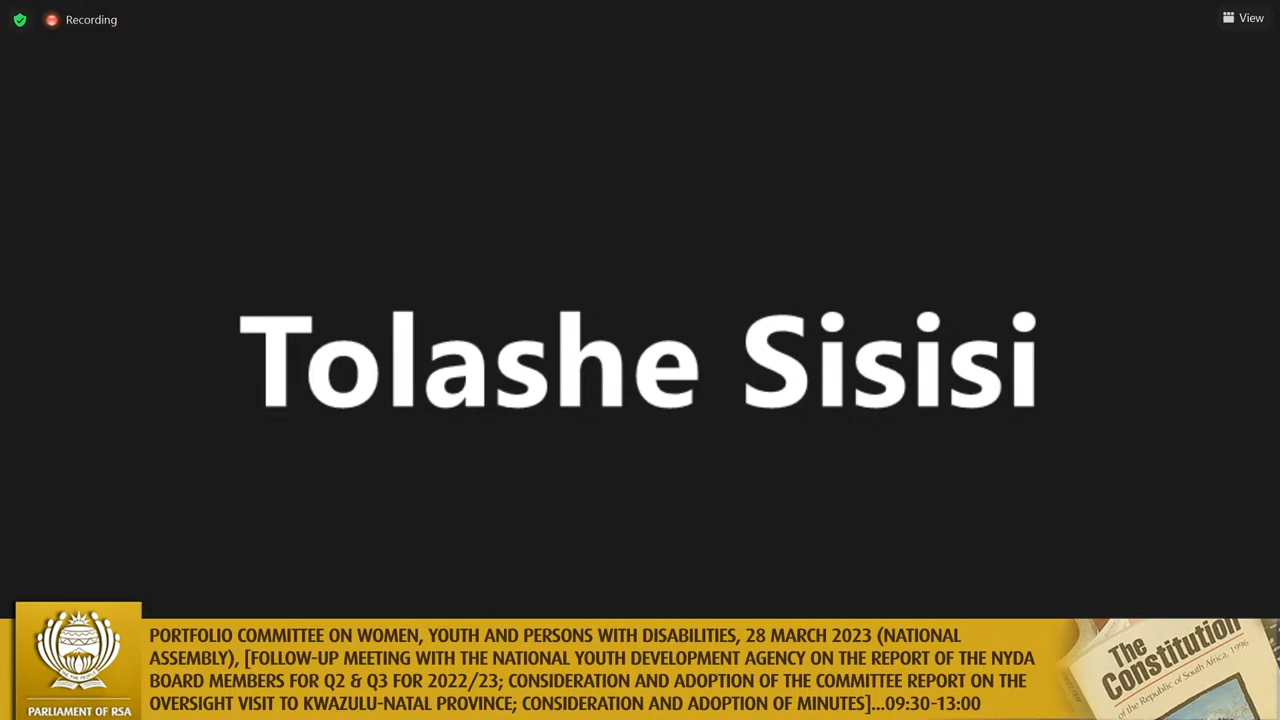 Recording
View
Tolashe Sisisi
PORTFOLIO COMMITTEE ON WOMEN, YOUTH AND PERSONS WITH DISABILITIES, 28 MARCH 2023 (NATIONAL
ASSEMBLY), [FOLLOW-UP MEETING WITH THE NATIONAL YOUTH DEVELOPMENT AGENCY ON THE REPORT OF THE NYDA
BOARD MEMBERS FOR Q2 & Q3 FOR 2022/23; CONSIDERATION AND ADOPTION OF THE COMMITTEE REPORT ON THE
OVERSIGHT VISIT TO KWAZULU-NATAL PROVINCE; CONSIDERATION AND ADOPTION OF MINUTES]...09:30-13:00
PARLIAMENT OF RSA
The
Constitution
of the Republic of South Africa, 1996